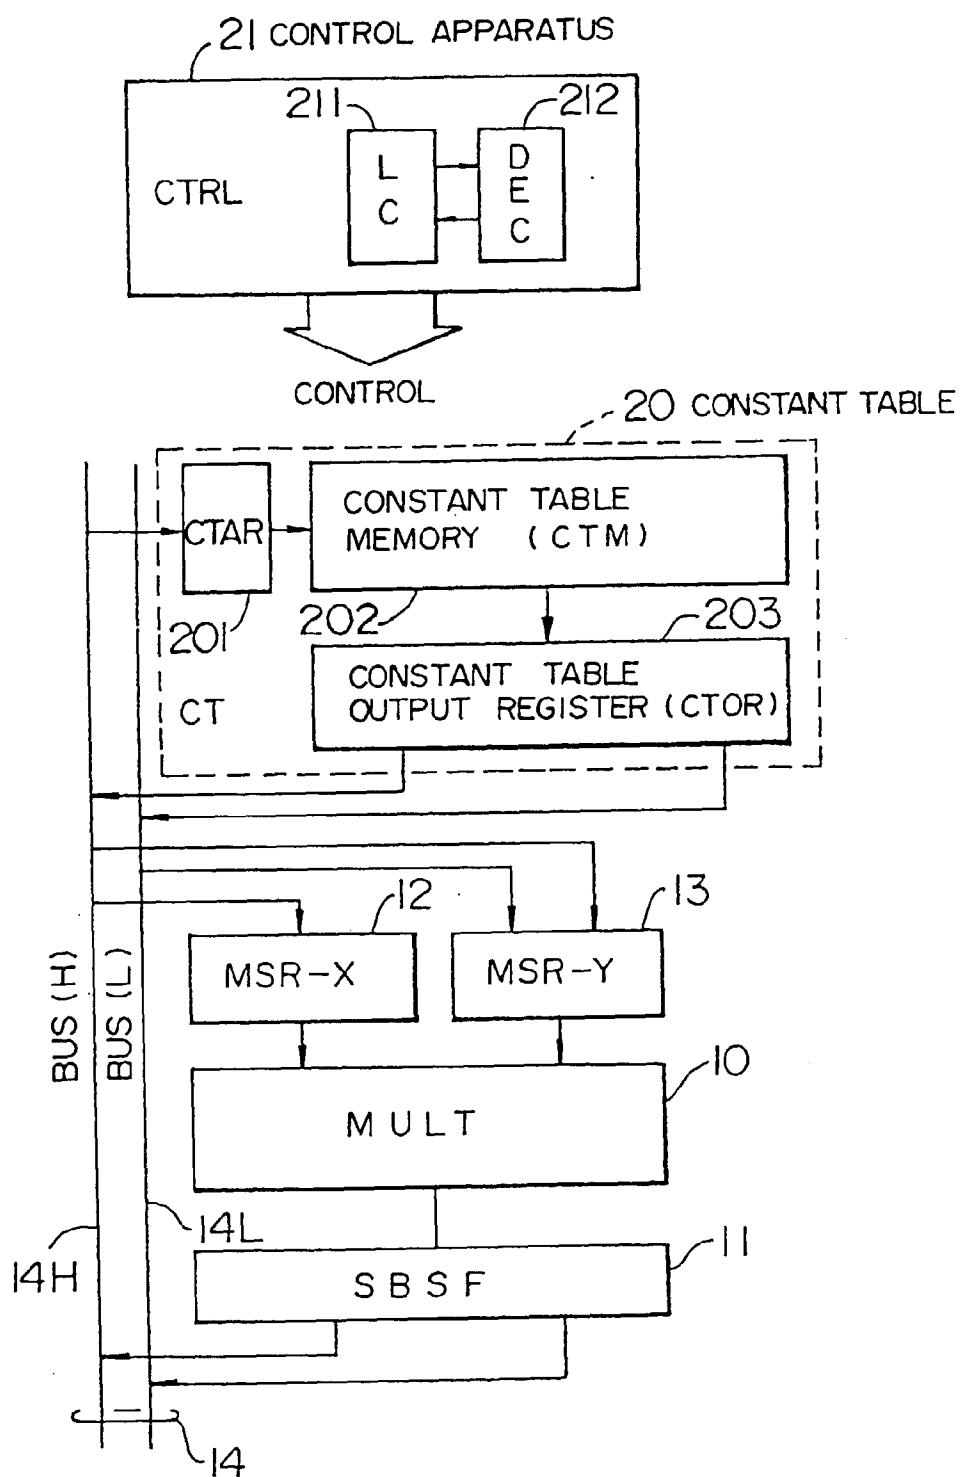 21 CONTROL APPARATUS
211
212
CTRL
L
C
D
E
C
CONTROL
20 CONSTANT TABLE
CTAR
CONSTANT TABLE
MEMORY (CTM)
201
202
203
CONSTANT TABLE
OUTPUT REGISTER (CTOR)
CT
12
13
MSR-X
MSR-Y
BUS (H)
BUS (L)
10
MULT
14L
14H
11
SBSF
14